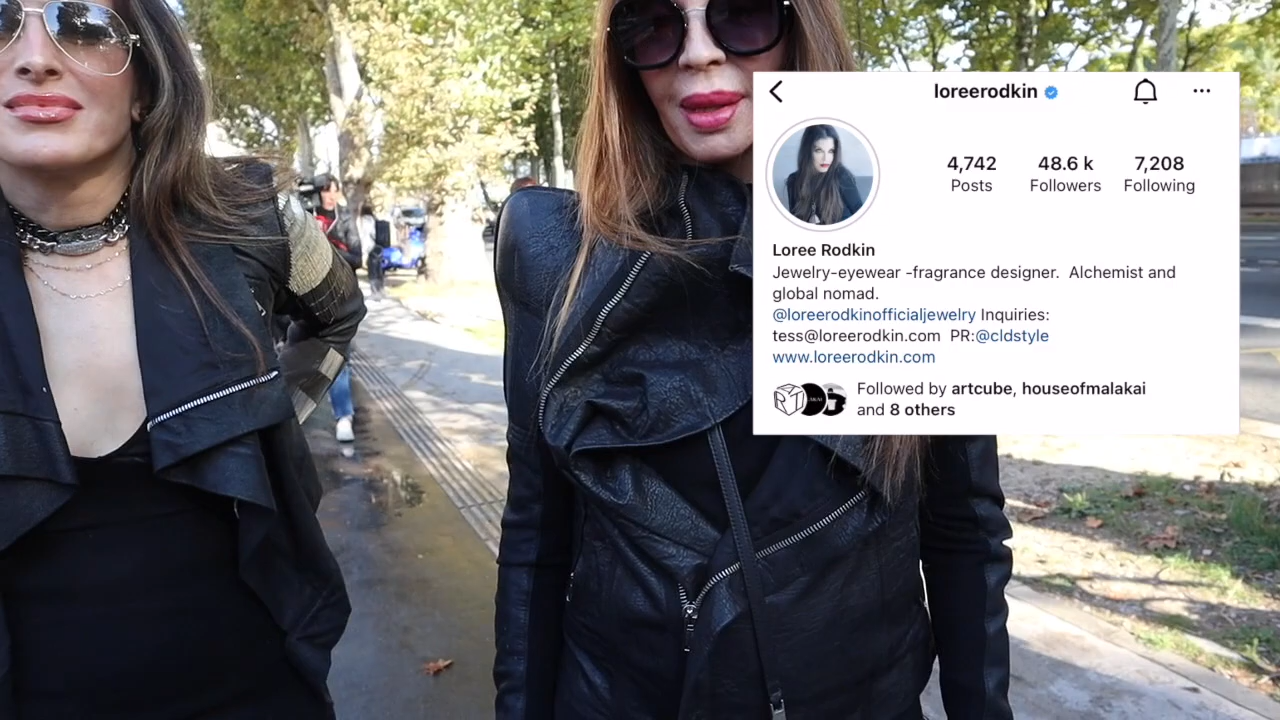 loreerodkin
4,742 48.6 k 7,208
Posts Followers Following
Loree Rodkin
Jewelry-eyewear -fragrance designer. Alchemist and
global nomad.
@loreerodkinofficialjewelry Inquiries:
tess@loreerodkin.com PR:@cldstyle
www.loreerodkin.com
Followed by artcube, houseofmalakai
and 8 others